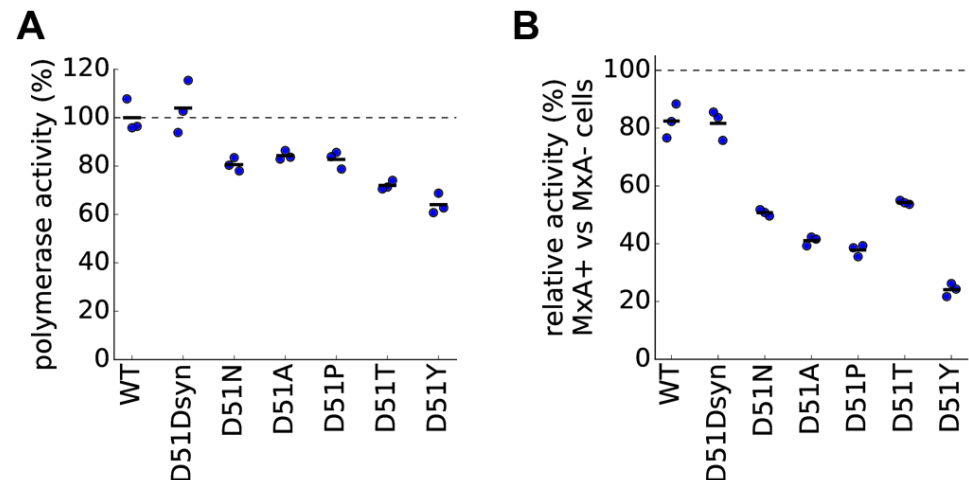 A
polymerase activity (%)
120
100
80
60
40
20
0
WT
D51Dsyn
D51N
D51A
D51P
D51T
D51Y
B
relative activity (%)
MxA+ vs MxA- cells
100
80
60
40
20
0
WT
D51Dsyn
D51N
D51A
D51P
D51T
D51Y